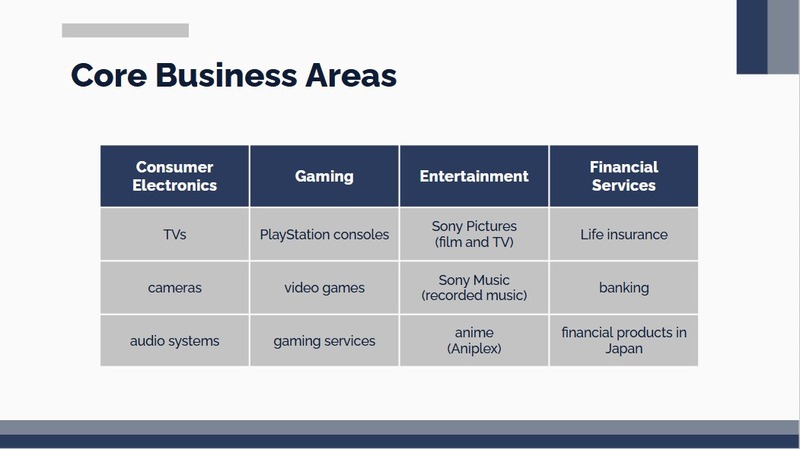 Core Business Areas
Consumer
Electronics
Gaming
Entertainment
Financial
Services
TVs
PlayStation consoles
Sony Pictures
(film and TV)
Life insurance
cameras
video games
Sony Music
(recorded music)
banking
audio systems
gaming services
anime
(Aniplex)
financial products in
Japan